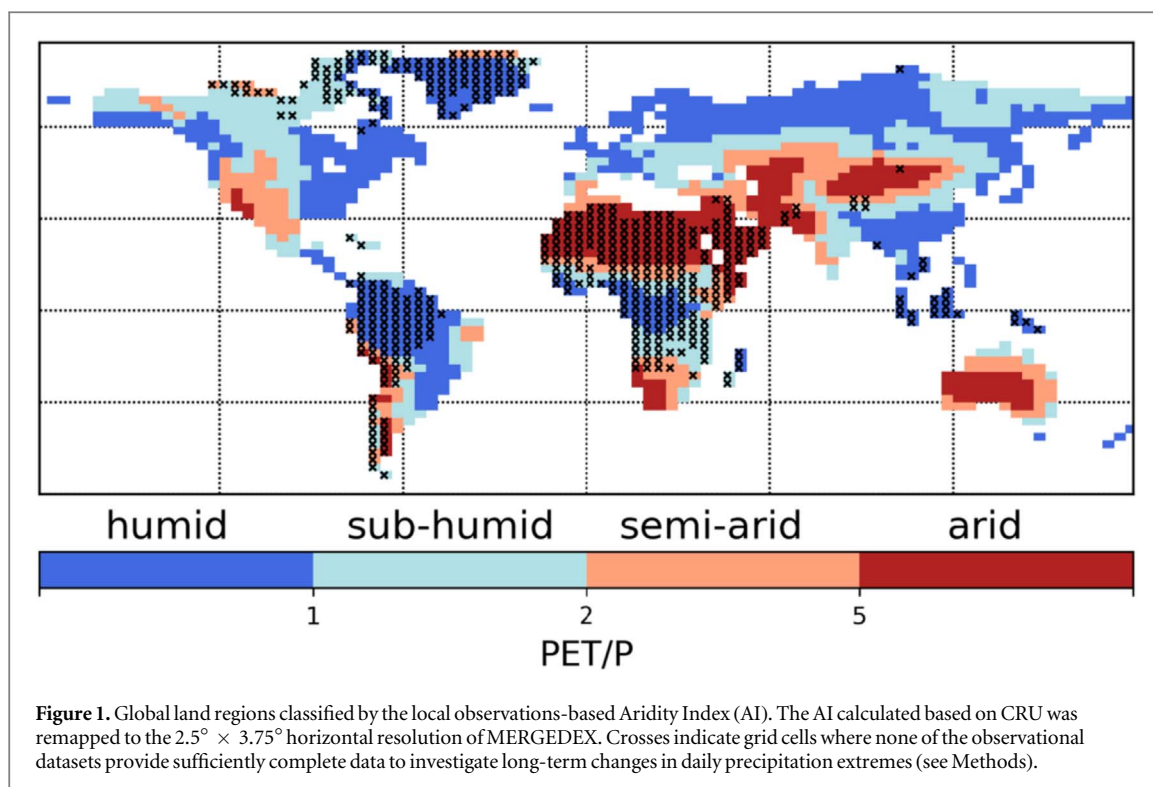 humid sub-humid semi-arid arid
1 2 5
PET/P
Figure 1. Global land regions classified by the local observations-based Aridity Index (AI). The AI calculated based on CRU was
remapped to the 2.5° × 3.75° horizontal resolution of MERGEDEX. Crosses indicate grid cells where none of the observational
datasets provide sufficiently complete data to investigate long-term changes in daily precipitation extremes (see Methods).